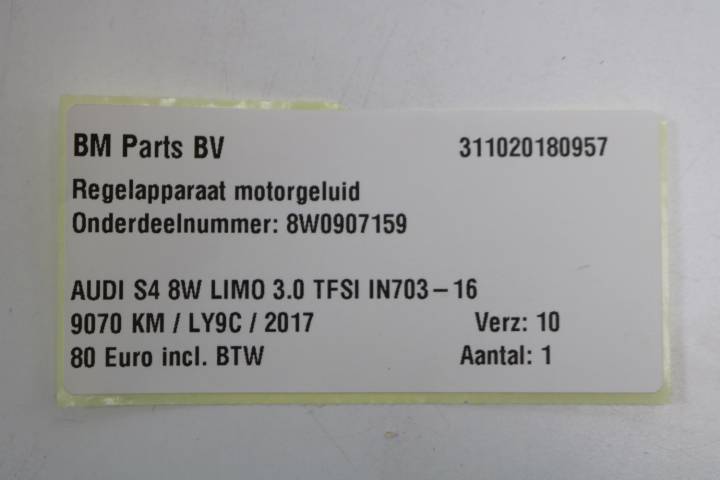 BM Parts BV 311020180957
Regelapparaat motorgeluid
Onderdeelnummer: 8W0907159
AUDI S4 8W LIMO 3.0 TFSI IN703-16
9070 KM / LY9C / 2017 Verz: 10
80 Euro incl. BTW Aantal: 1